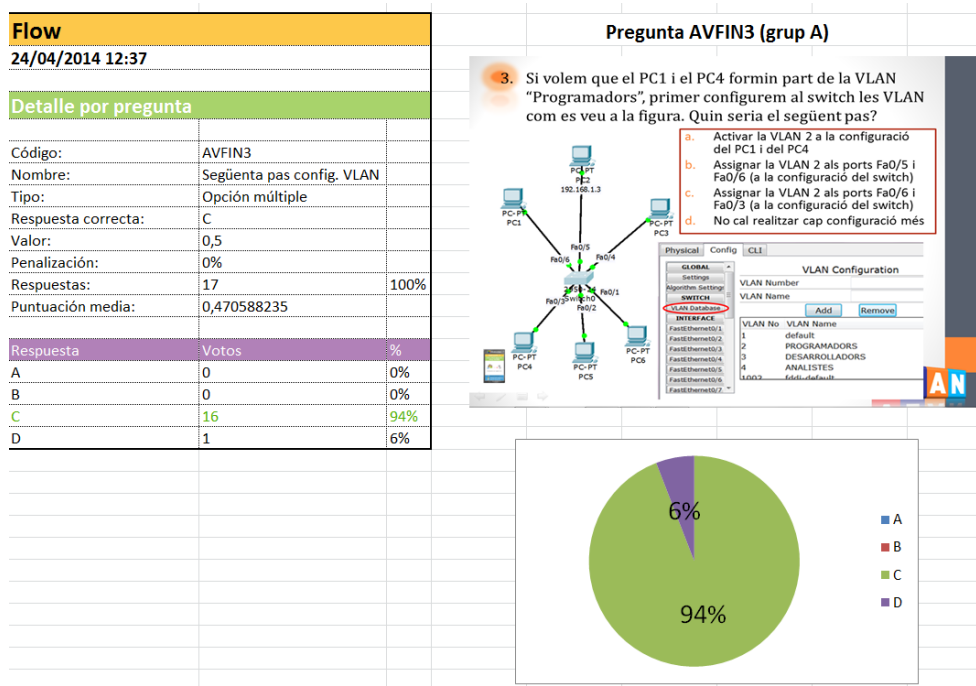 Flow
24/04/2014 12:37
Detalle por pregunta
Código: AVFIN3
Nombre: Següenta pas config. VLAN
Tipo: Opción múltiple
Respuesta correcta: C
Valor: 0,5
Penalización: 0%
Respuestas: 17 100%
Puntuación media: 0,470588235
Respuesta Votos %
A 0 0%
B 0 0%
C 16 94%
D 1 6%
Pregunta AVFIN3 (grup A)
3. Si volem que el PC1 i el PC4 formin part de la VLAN
“Programadors”, primer configurem al switch les VLAN
com es veu a la figura. Quin seria el següent pas?
a. Activar la VLAN 2 a la configuració
del PC1 i del PC4
b. Assignar la VLAN 2 als ports Fa0/5 i
Fa0/6 (a la configuració del switch)
c. Assignar la VLAN 2 als ports Fa0/6 i
Fa0/3 (a la configuració del switch)
d. No cal realitzar cap configuració més
PC-PT
PC2
192.168.1.3
PC-PT
PC1
PC-PT
PC3
Fa0/5
Fa0/6
Fa0/4
Fa0/1
Fa0/3
Switch0
Fa0/2
PC-PT
PC4
PC-PT
PC5
PC-PT
PC6
Physical Config CLI
GLOBAL
Settings
Algorithm Settings
SWITCH
VLAN Database
INTERFACE
FastEthernet0/1
FastEthernet0/2
FastEthernet0/3
FastEthernet0/4
FastEthernet0/5
FastEthernet0/6
FastEthernet0/7
VLAN Configuration
VLAN Number
VLAN Name
Add Remove
VLAN No VLAN Name
1 default
2 PROGRAMADORS
3 DESARROLLADORS
4 ANALISTES
1002 fddi-default
AN
6%
94%
A
B
C
D